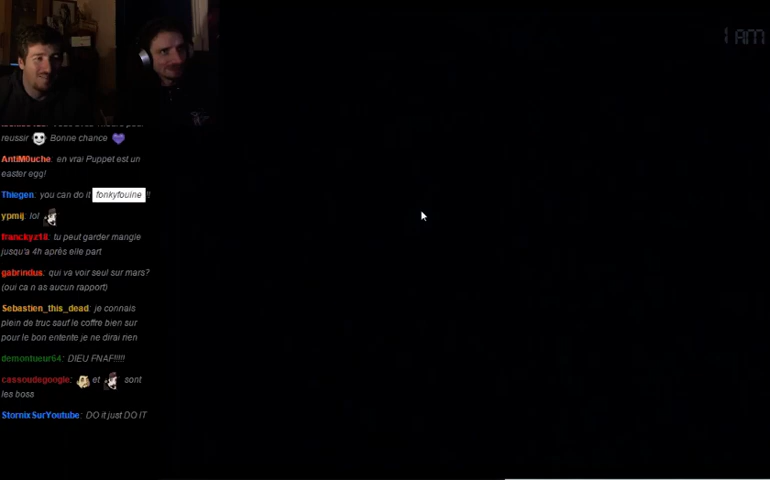 1 AM
reussir Bonne chance
AntiM0uche: en vrai Puppet est un
easter egg!
Thiegen: you can do it fonkyfouine !!
ypmij: lol
franckyz18: tu peut garder mangle
jusqu'a 4h après elle part
gabrindus: qui va voir seul sur mars?
(oui ca n as aucun rapport)
Sebastien_this_dead: je connais
plein de truc sauf le coffre bien sur
pour le bon entente je ne dirai rien
demontueur64: DIEU FNAF!!!!!
cassoudegoogle: et sont
les boss
StornixSurYoutube: DO it just DO IT